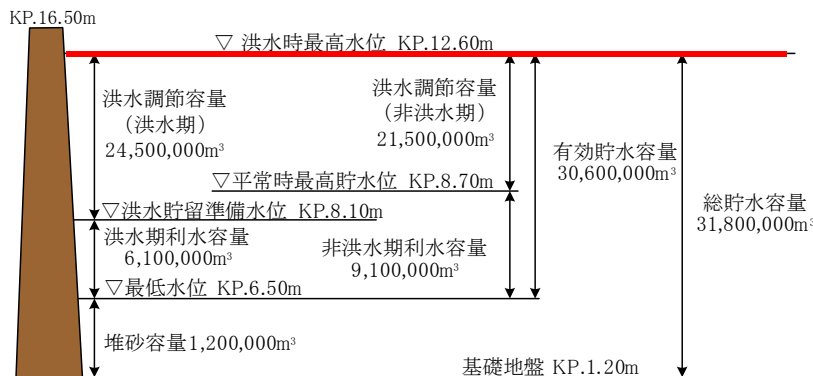 KP.16.50m
▽ 洪水時最高水位 KP.12.60m
洪水調節容量
（洪水期）
24,500,000m³
洪水調節容量
（非洪水期）
21,500,000m³
有効貯水容量
30,600,000m³
▽平常時最高貯水位 KP.8.70m
総貯水容量
31,800,000m³
▽洪水貯留準備水位 KP.8.10m
洪水期利水容量
6,100,000m³
非洪水期利水容量
9,100,000m³
▽最低水位 KP.6.50m
堆砂容量1,200,000m³
基礎地盤 KP.1.20m